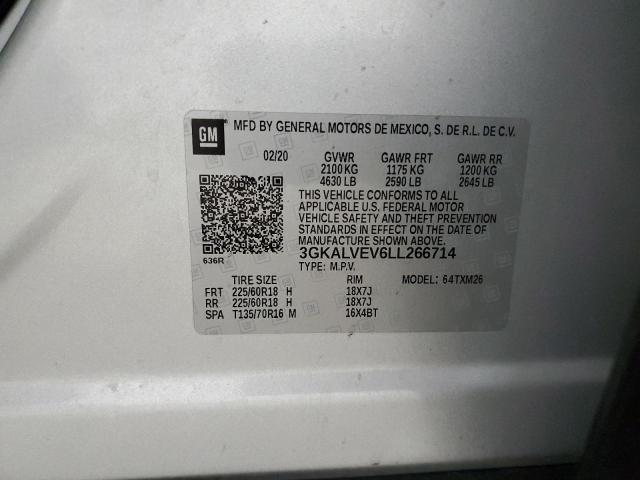 GM MFD BY GENERAL MOTORS DE MEXICO, S. DE R.L. DE C.V.
02/20 GVWR GAWR FRT GAWR RR
2100 KG 1175 KG 1200 KG
4630 LB 2590 LB 2645 LB
THIS VEHICLE CONFORMS TO ALL
APPLICABLE U.S. FEDERAL MOTOR
VEHICLE SAFETY AND THEFT PREVENTION
STANDARDS IN EFFECT ON THE DATE OF
MANUFACTURE SHOWN ABOVE.
636R
3GKALVEV6LL266714
TYPE: M.P.V.
TIRE SIZE RIM MODEL: 64TXM26
FRT 225/60R18 H 18X7J
RR 225/60R18 H 18X7J
SPA T135/70R16 M 16X4BT